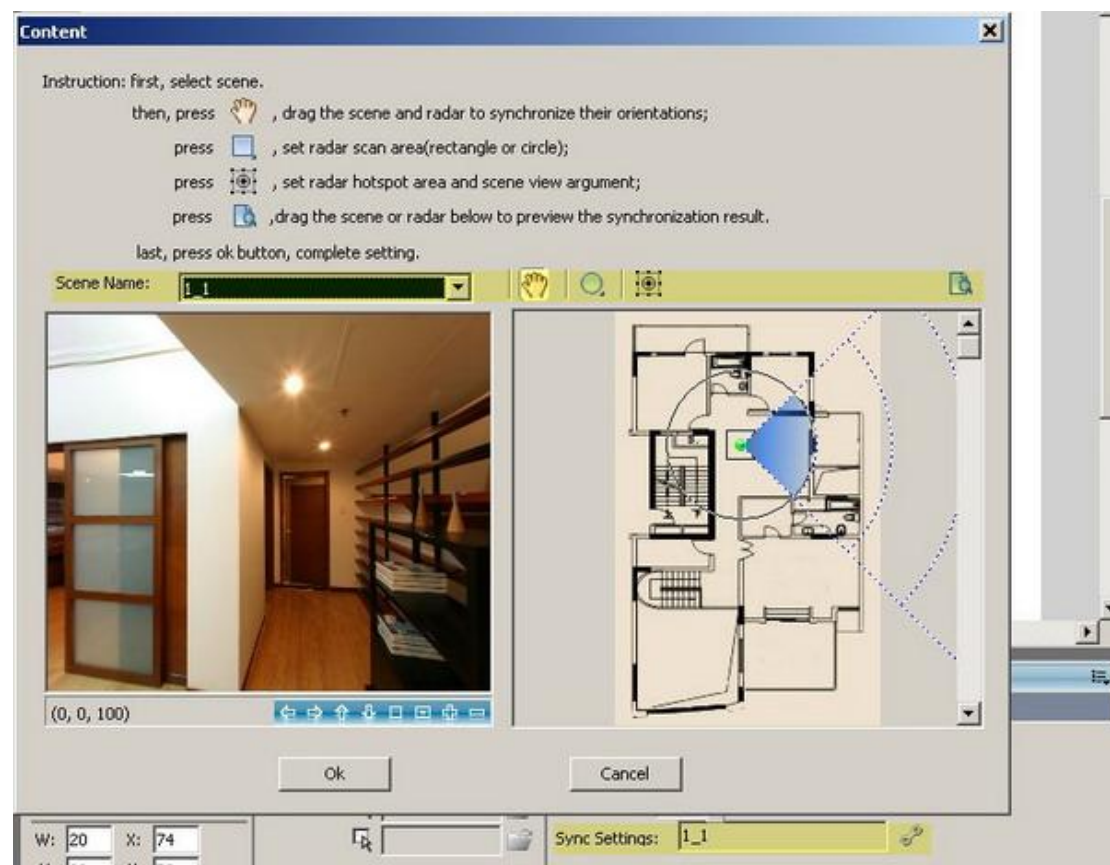 Content
Instruction: first, select scene.
then, press , drag the scene and radar to synchronize their orientations;
press , set radar scan area(rectangle or circle);
press , set radar hotspot area and scene view argument;
press ,drag the scene or radar below to preview the synchronization result.
last, press ok button, complete setting.
Scene Name: 1_1
(0, 0, 100)
Ok Cancel
W: 20 X: 74 Sync Settings: 1_1